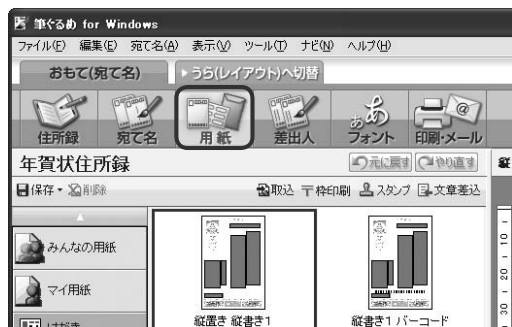 筆ぐるめ for Windows
ファイル(F) 編集(E) 宛て名(A) 表示(V) ツール(T) ナビ(N) ヘルプ(H)
おもて(宛て名) ▸うら(レイアウト)へ切替
住所録 宛て名 用紙 差出人 フォント 印刷・メール
年賀状住所録 元に戻す やり直す 縦
保存 削除 取込 〒枠印刷 スタンプ 文章差込
みんなの用紙
マイ用紙
はがき
縦置き 縦書き1 縦書き1 バーコード
10
20
30